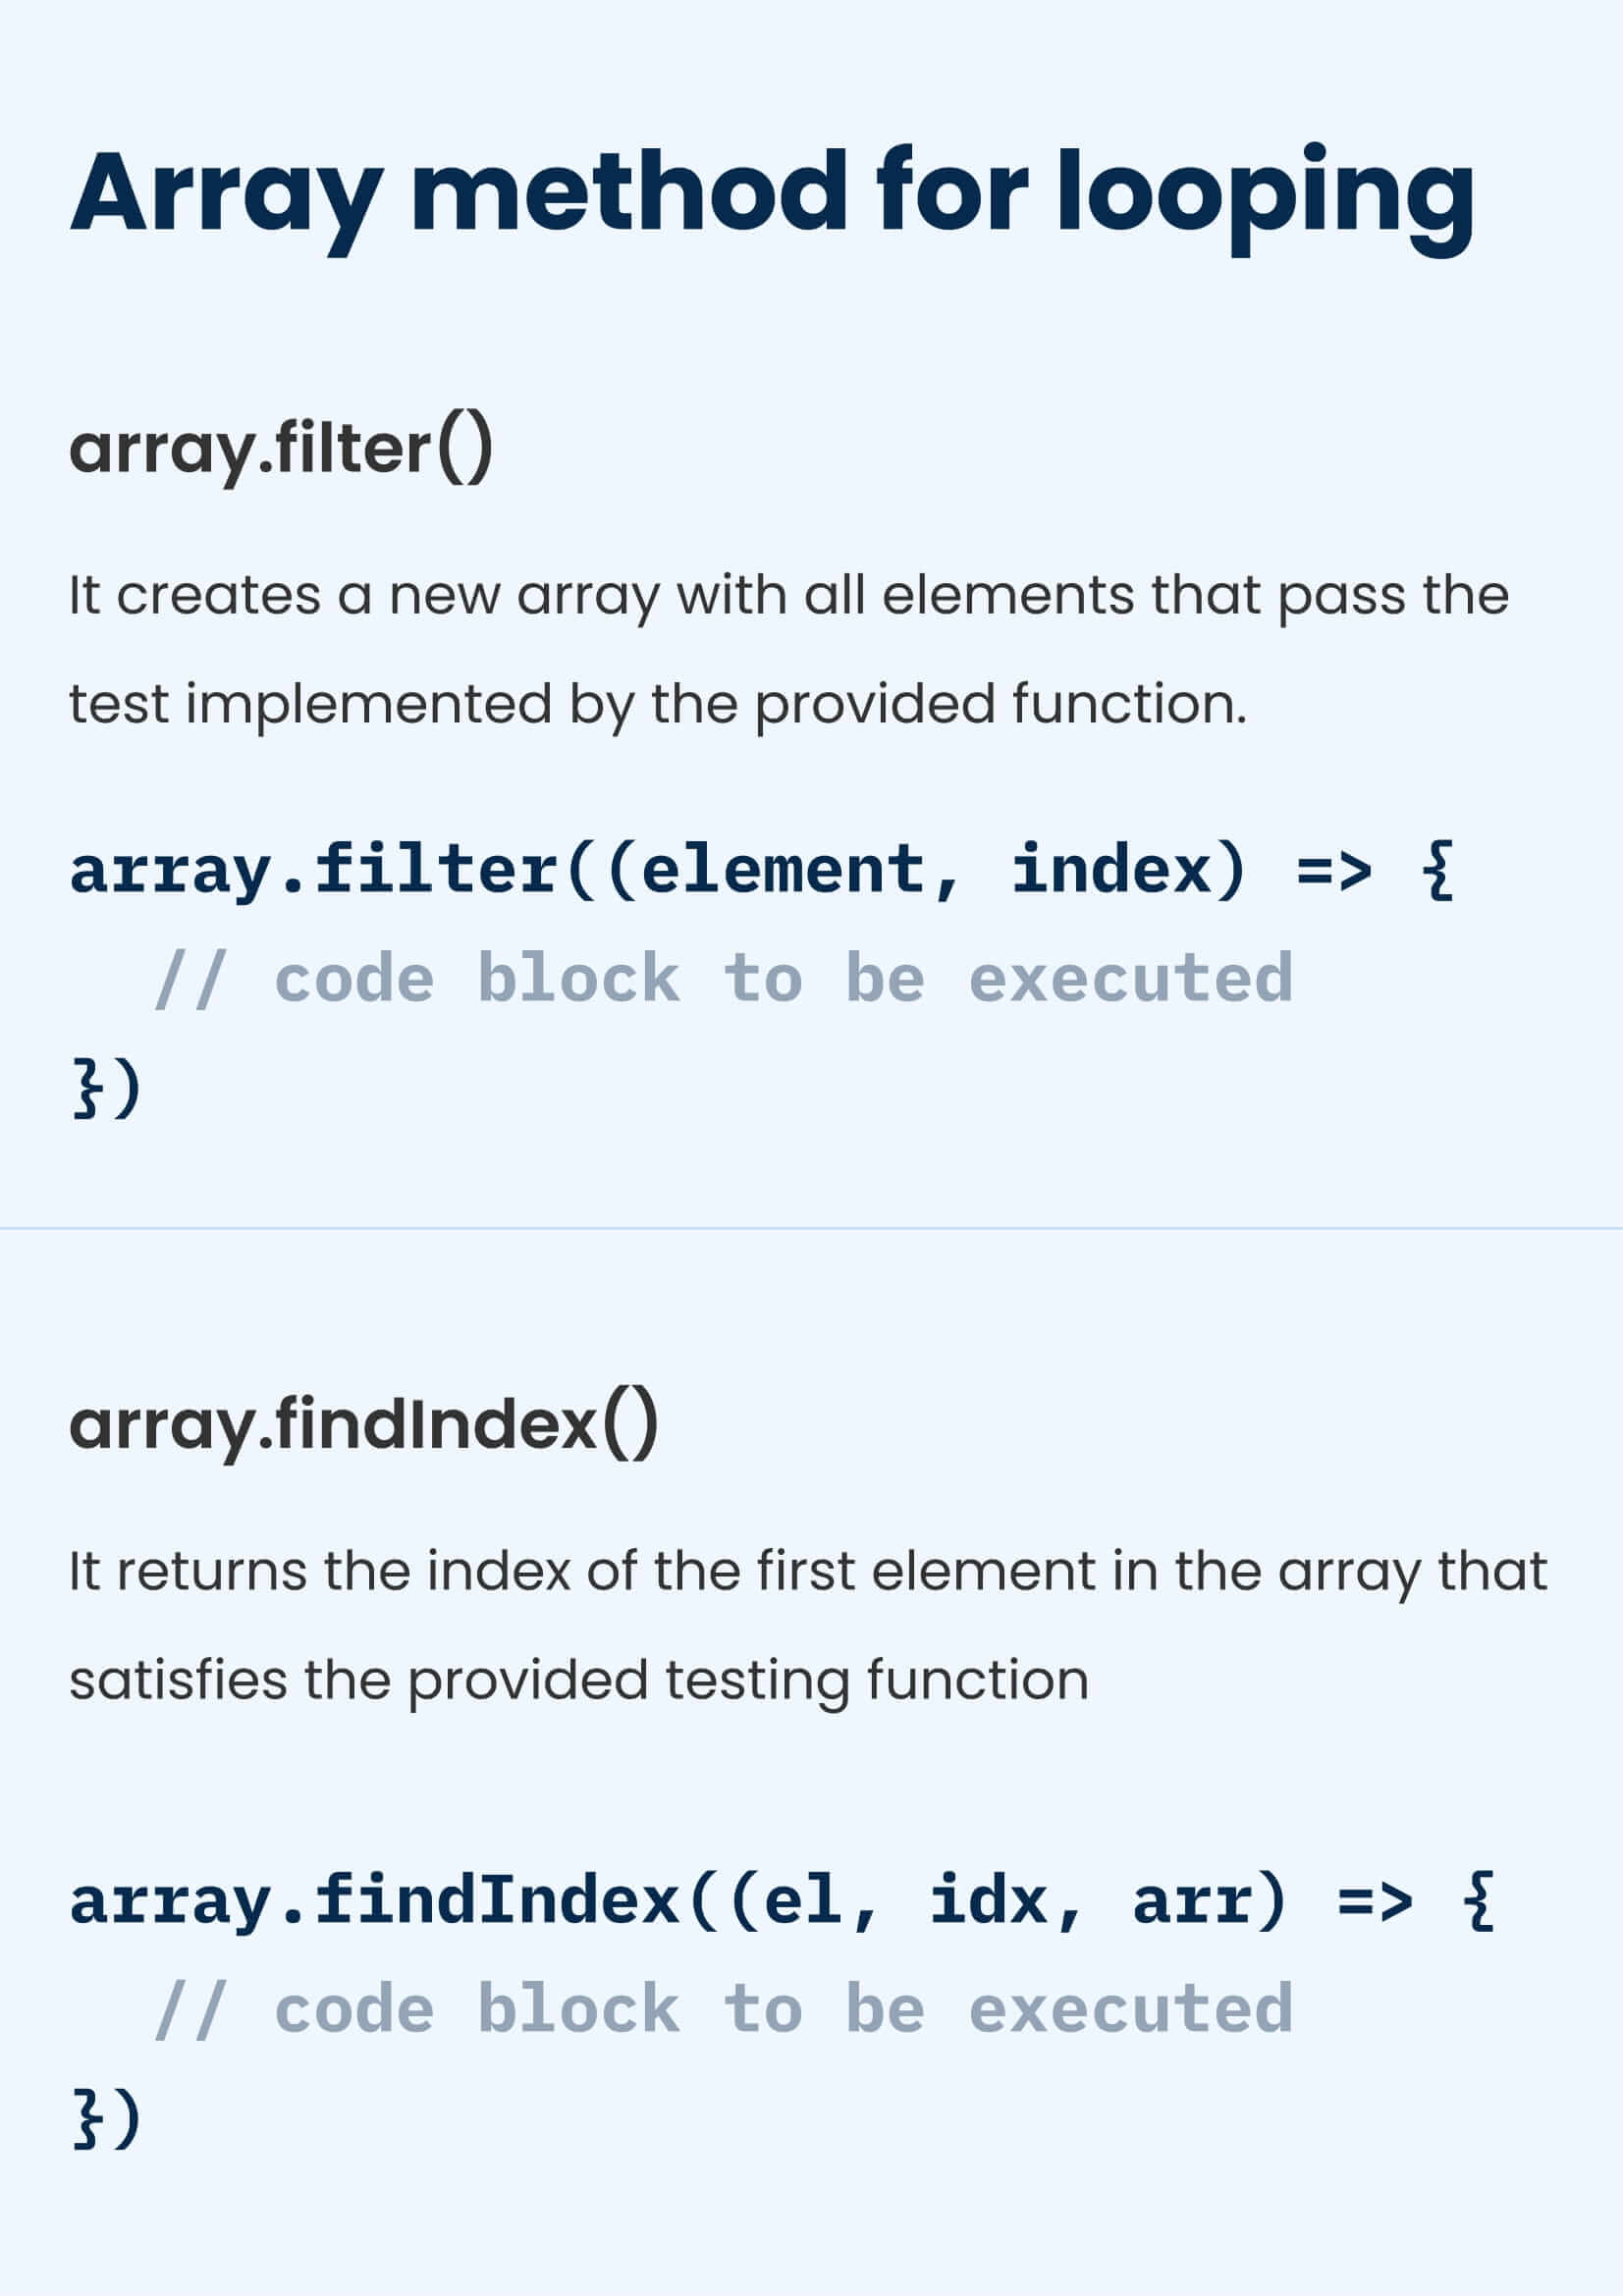 Array method for looping
array.filter()
It creates a new array with all elements that pass the
test implemented by the provided function.
array.filter((element, index) => {
  // code block to be executed
})
array.findIndex()
It returns the index of the first element in the array that
satisfies the provided testing function
array.findIndex((el, idx, arr) => {
  // code block to be executed
})